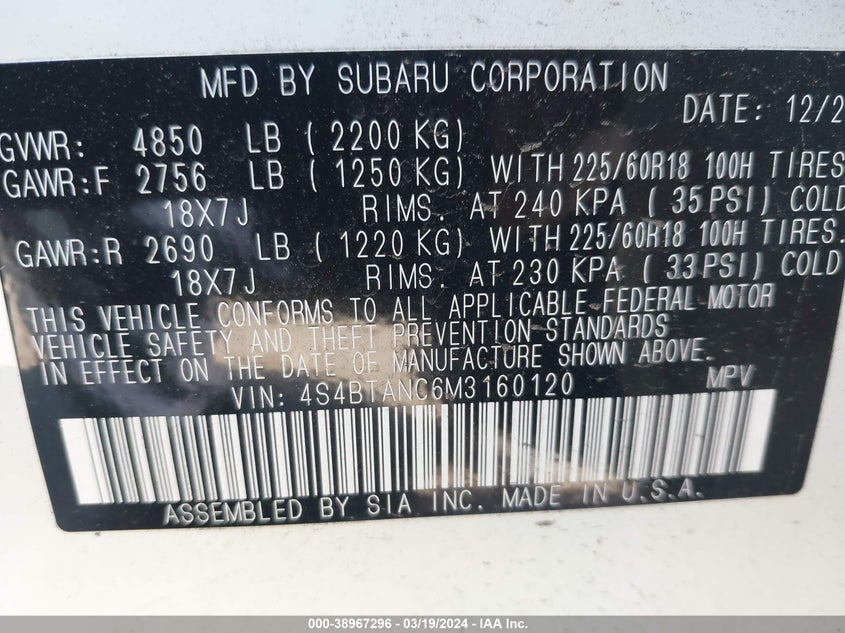 MFD BY SUBARU CORPORATION
DATE: 12/2
GVWR: 4850 LB ( 2200 KG)
GAWR:F 2756 LB ( 1250 KG) WITH 225/60R18 100H TIRES
18X7J RIMS. AT 240 KPA ( 35 PSI) COLD
GAWR:R 2690 LB ( 1220 KG) WITH 225/60R18 100H TIRES.
18X7J RIMS. AT 230 KPA ( 33 PSI) COLD
THIS VEHICLE CONFORMS TO ALL APPLICABLE FEDERAL MOTOR
VEHICLE SAFETY AND THEFT PREVENTION STANDARDS
IN EFFECT ON THE DATE OF MANUFACTURE SHOWN ABOVE.
VIN: 4S4BTANC6M3160120 MPV
ASSEMBLED BY SIA INC. MADE IN U.S.A.
000-38967296 — 03/19/2024 — IAA Inc.